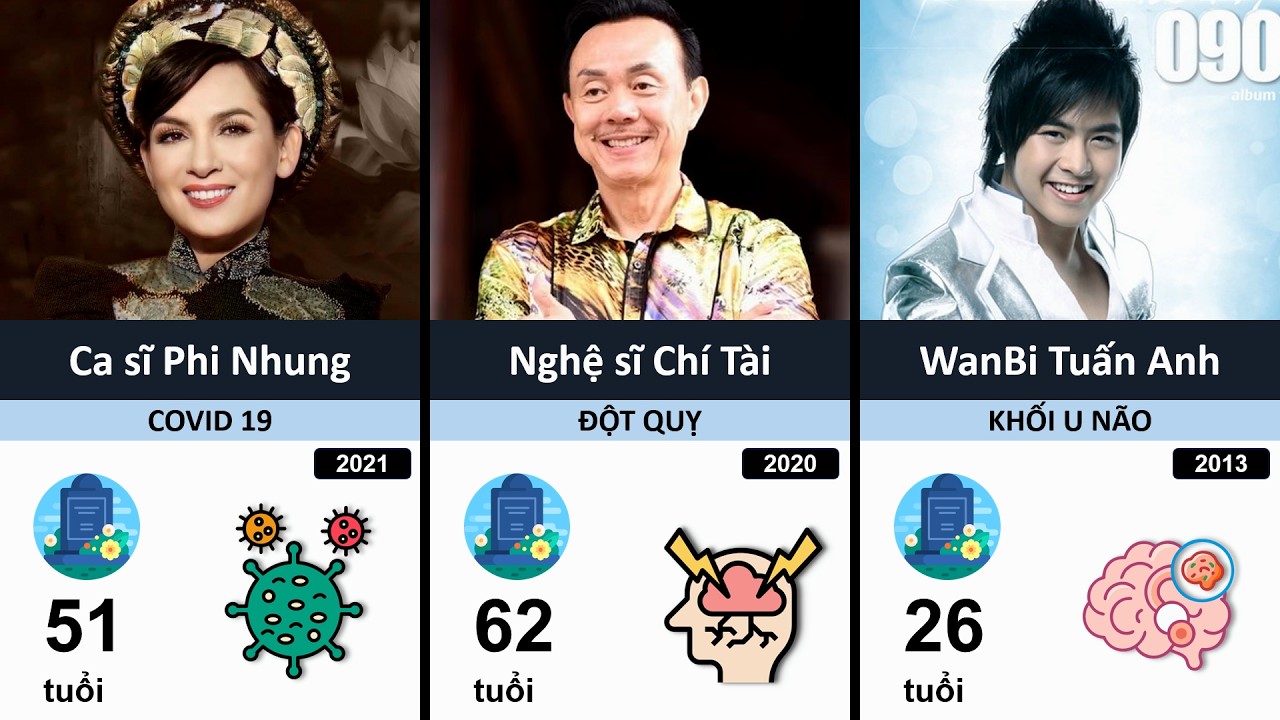 Ca sĩ Phi Nhung
COVID 19
2021
51
tuổi
Nghệ sĩ Chí Tài
ĐỘT QUỴ
2020
62
tuổi
090
album
WanBi Tuấn Anh
KHỐI U NÃO
2013
26
tuổi